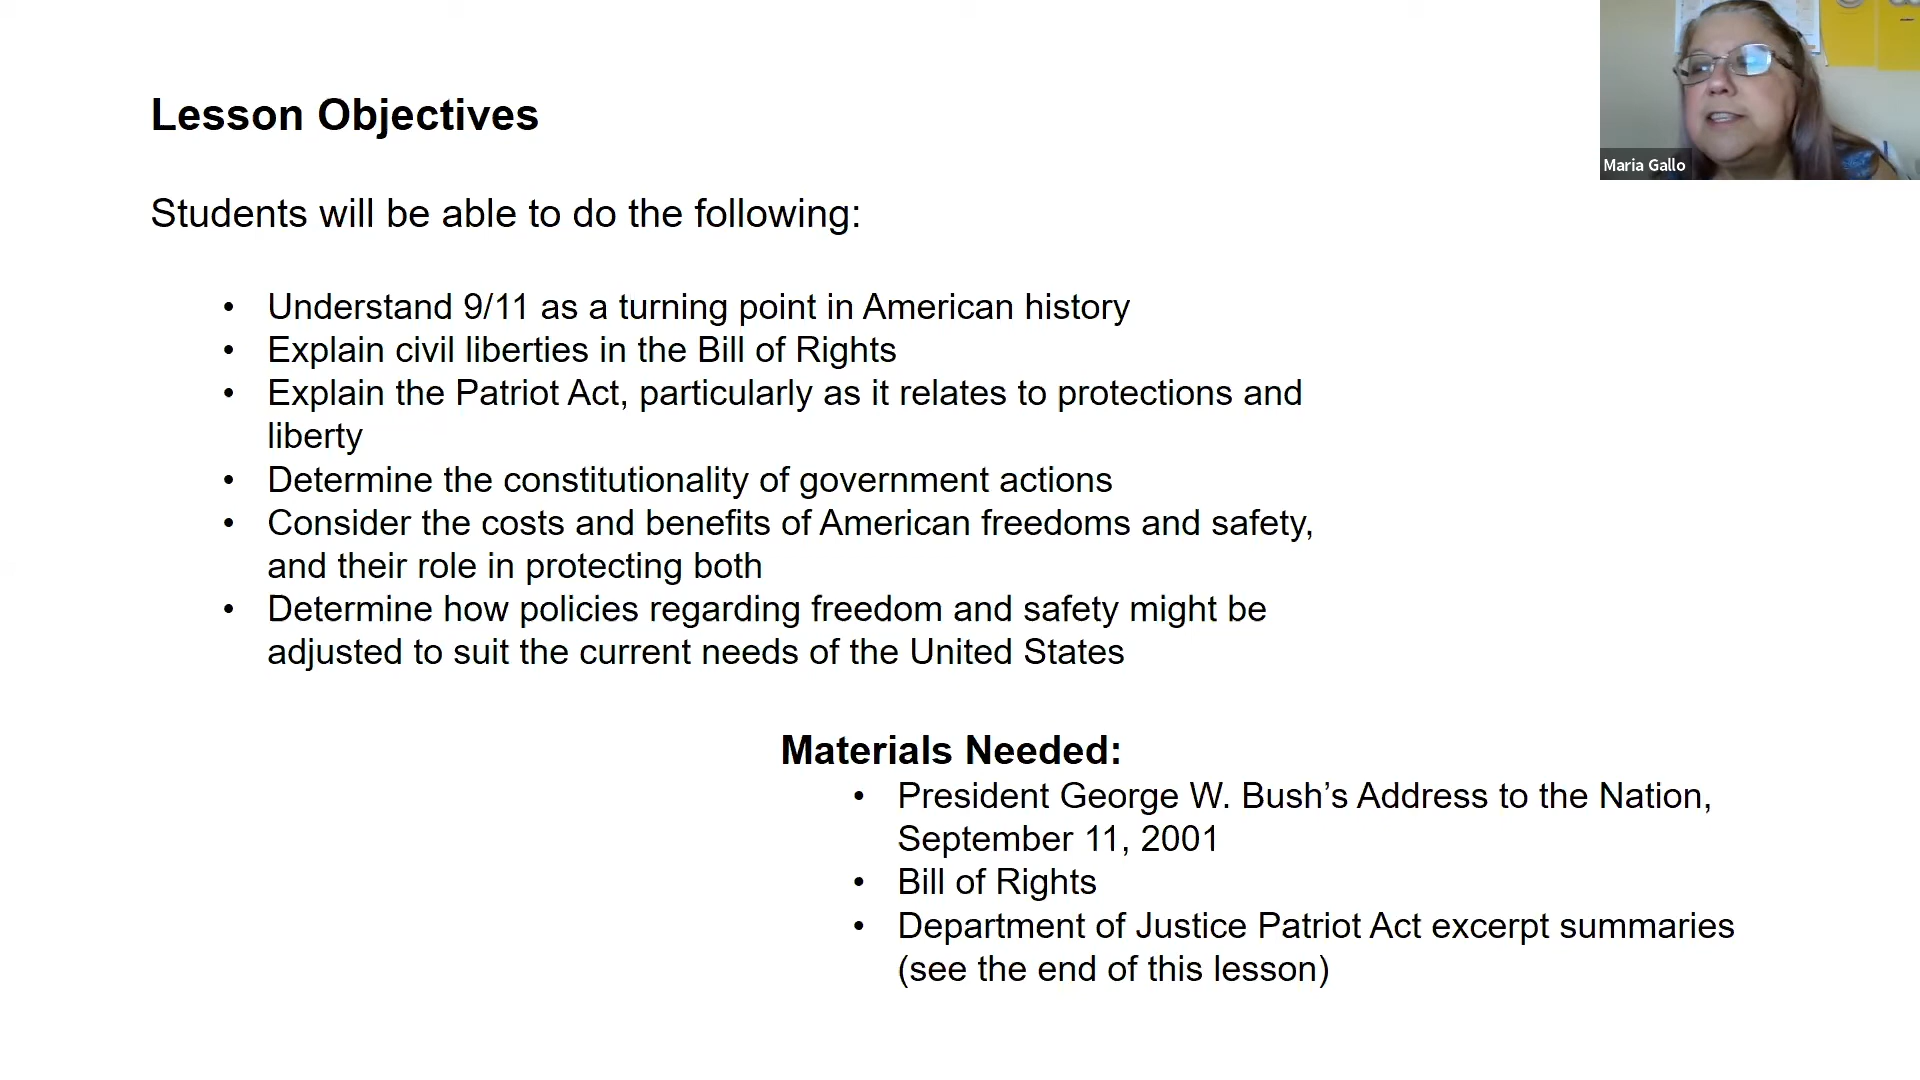 Lesson Objectives
Students will be able to do the following:
• Understand 9/11 as a turning point in American history
• Explain civil liberties in the Bill of Rights
• Explain the Patriot Act, particularly as it relates to protections and
liberty
• Determine the constitutionality of government actions
• Consider the costs and benefits of American freedoms and safety,
and their role in protecting both
• Determine how policies regarding freedom and safety might be
adjusted to suit the current needs of the United States
Materials Needed:
• President George W. Bush’s Address to the Nation,
September 11, 2001
• Bill of Rights
• Department of Justice Patriot Act excerpt summaries
(see the end of this lesson)
Maria Gallo